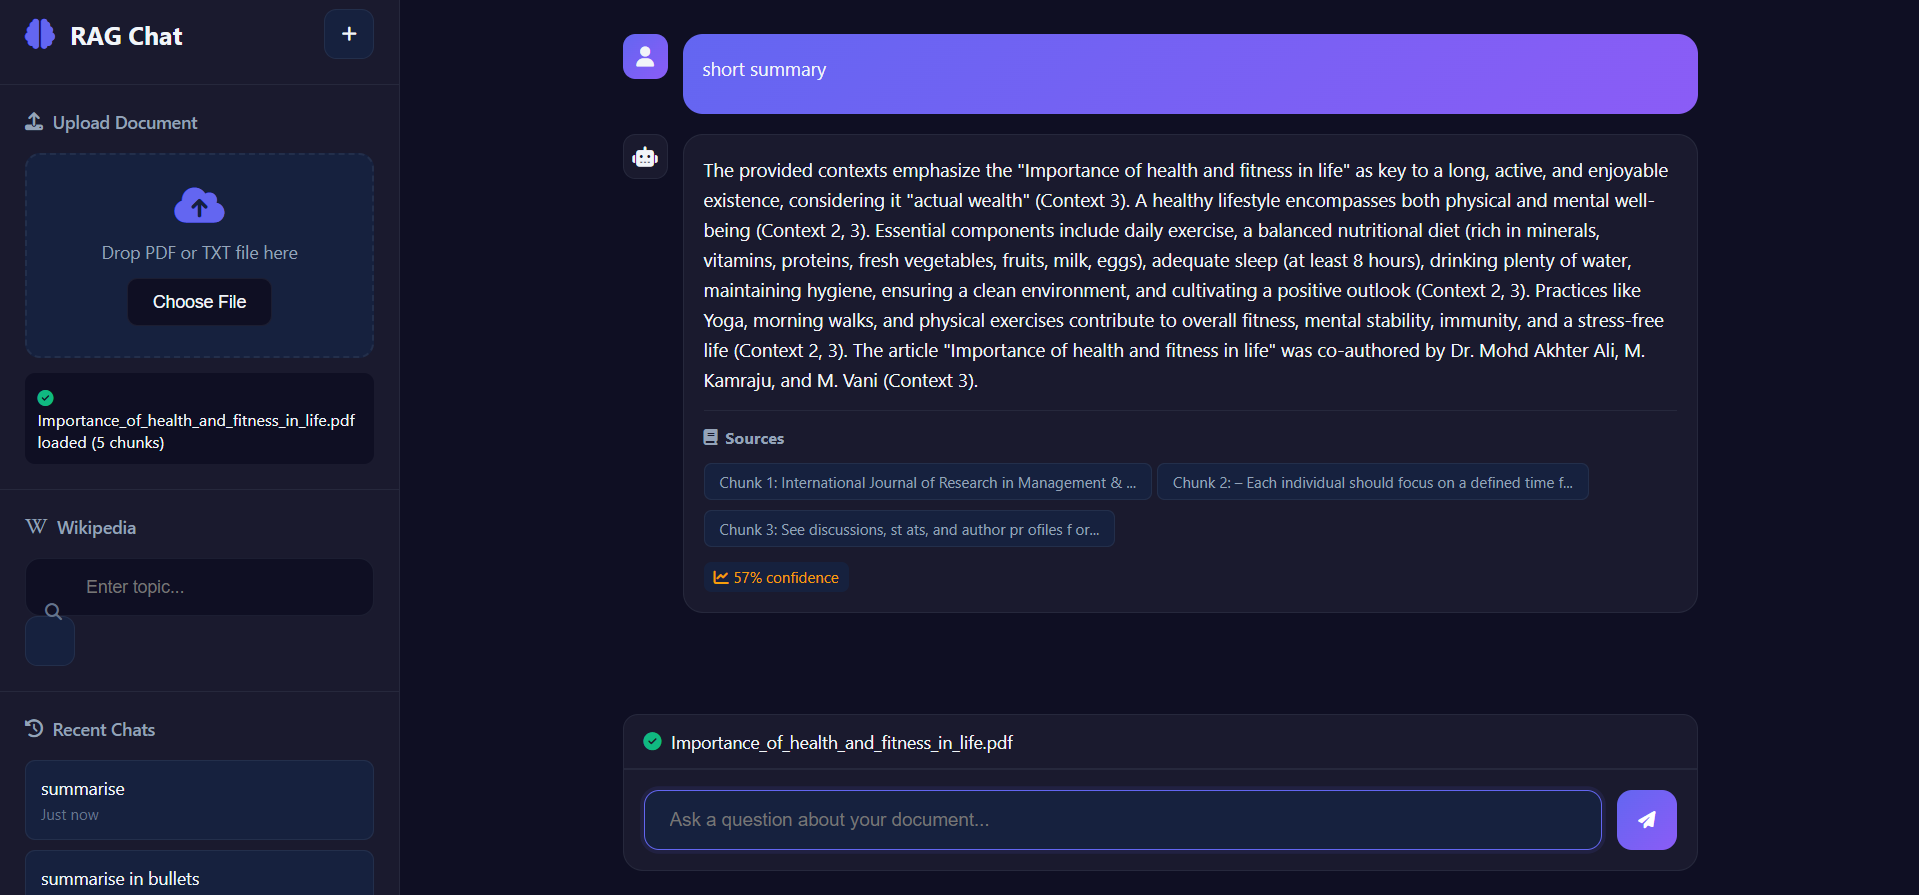 RAG Chat
+
Upload Document
Drop PDF or TXT file here
Choose File
Importance_of_health_and_fitness_in_life.pdf
loaded (5 chunks)
Wikipedia
Enter topic...
Recent Chats
summarise
Just now
summarise in bullets
short summary
The provided contexts emphasize the "Importance of health and fitness in life" as key to a long, active, and enjoyable
existence, considering it "actual wealth" (Context 3). A healthy lifestyle encompasses both physical and mental well-
being (Context 2, 3). Essential components include daily exercise, a balanced nutritional diet (rich in minerals,
vitamins, proteins, fresh vegetables, fruits, milk, eggs), adequate sleep (at least 8 hours), drinking plenty of water,
maintaining hygiene, ensuring a clean environment, and cultivating a positive outlook (Context 2, 3). Practices like
Yoga, morning walks, and physical exercises contribute to overall fitness, mental stability, immunity, and a stress-free
life (Context 2, 3). The article "Importance of health and fitness in life" was co-authored by Dr. Mohd Akhter Ali, M.
Kamraju, and M. Vani (Context 3).
Sources
Chunk 1: International Journal of Research in Management & ...
Chunk 2: – Each individual should focus on a defined time f...
Chunk 3: See discussions, st ats, and author pr ofiles f or...
57% confidence
Importance_of_health_and_fitness_in_life.pdf
Ask a question about your document...